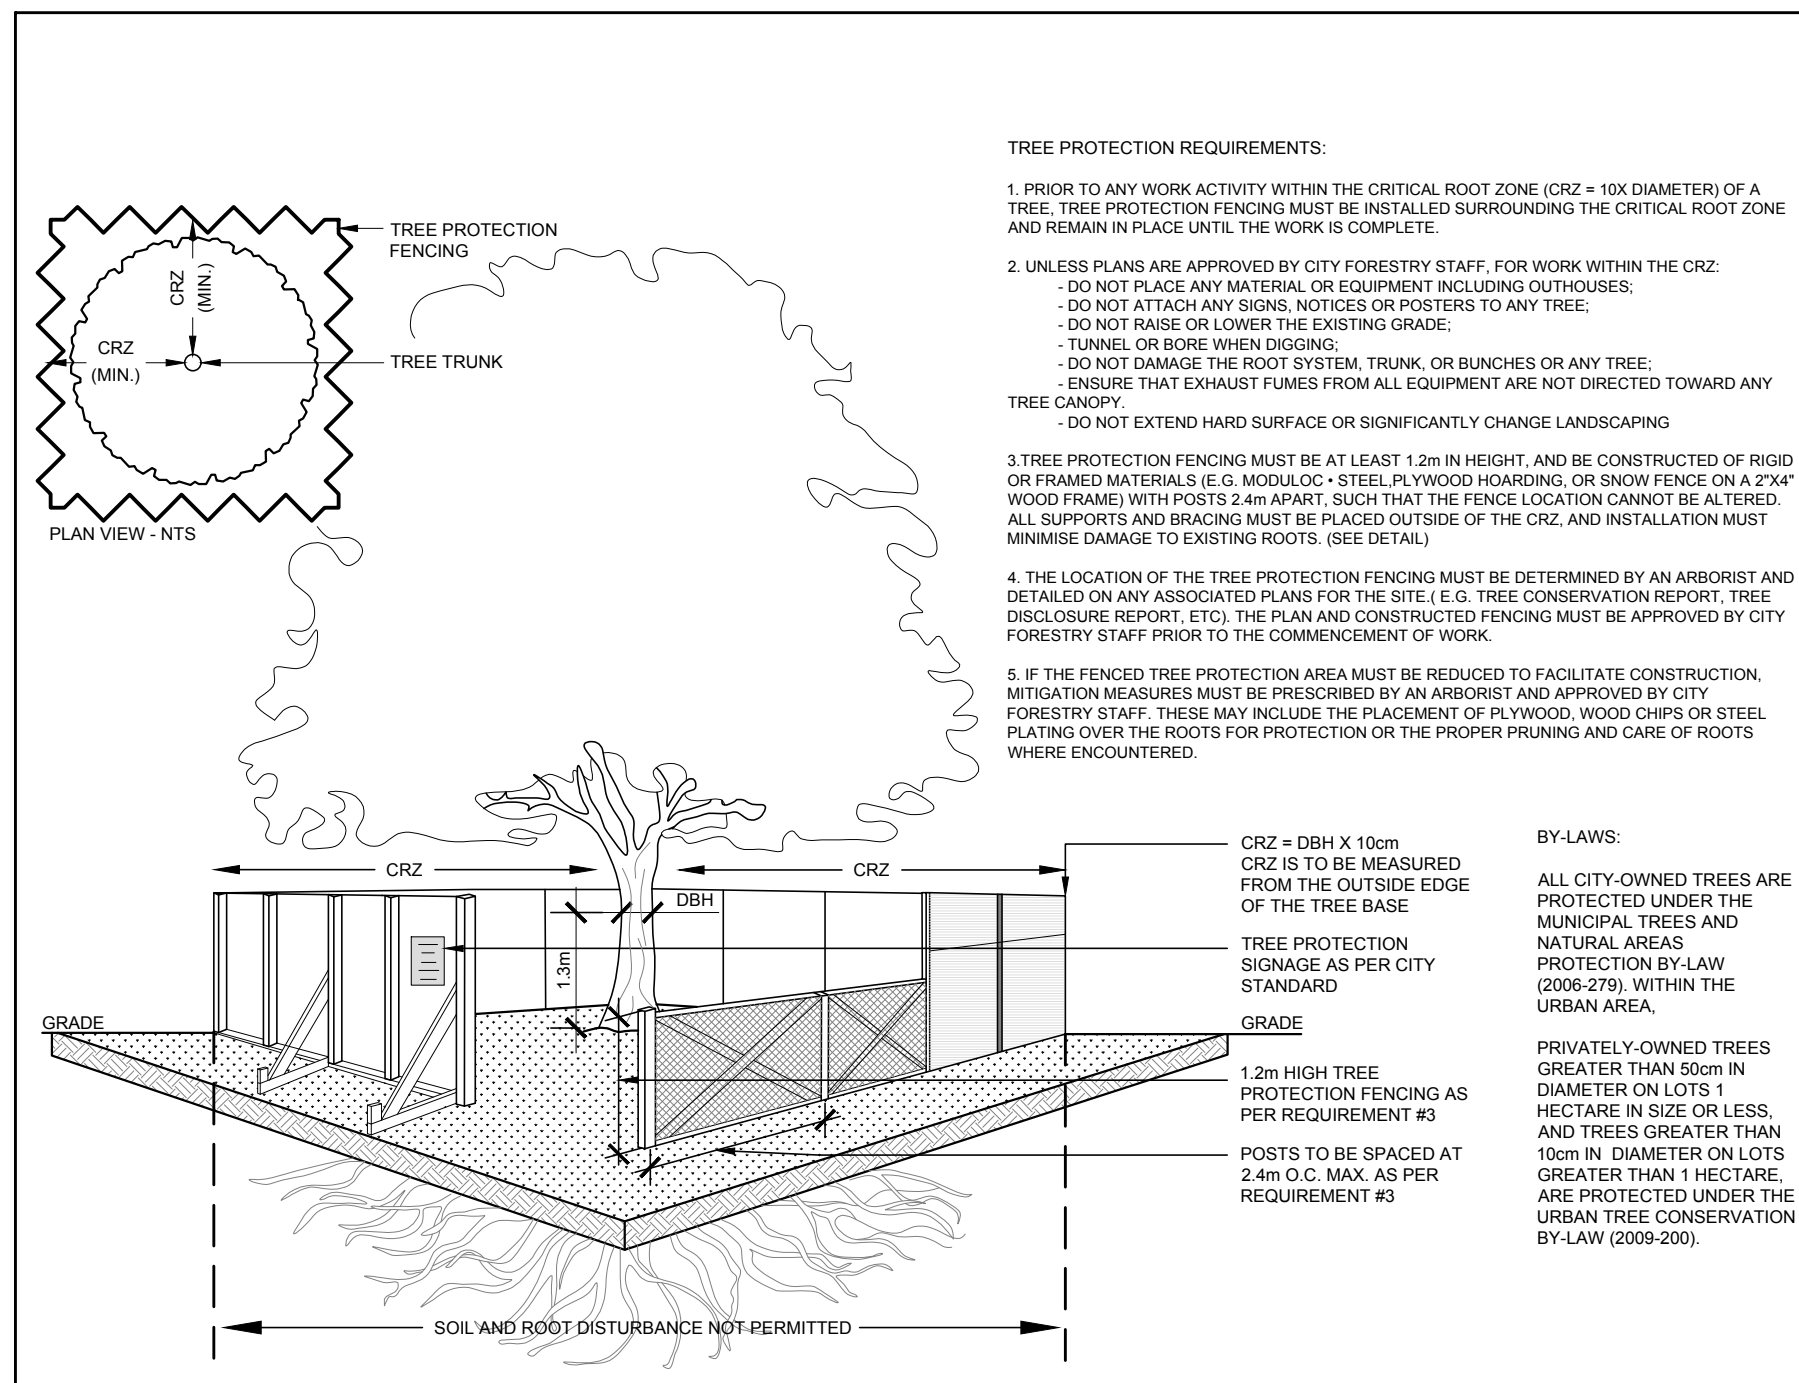 TREE PROTECTION REQUIREMENTS:
1. PRIOR TO ANY WORK ACTIVITY WITHIN THE CRITICAL ROOT ZONE (CRZ = 10X DIAMETER) OF A
TREE, TREE PROTECTION FENCING MUST BE INSTALLED SURROUNDING THE CRITICAL ROOT ZONE
AND REMAIN IN PLACE UNTIL THE WORK IS COMPLETE.
2. UNLESS PLANS ARE APPROVED BY CITY FORESTRY STAFF, FOR WORK WITHIN THE CRZ:
- DO NOT PLACE ANY MATERIAL OR EQUIPMENT INCLUDING OUTHOUSES;
- DO NOT ATTACH ANY SIGNS, NOTICES OR POSTERS TO ANY TREE;
- DO NOT RAISE OR LOWER THE EXISTING GRADE;
- TUNNEL OR BORE WHEN DIGGING;
- DO NOT DAMAGE THE ROOT SYSTEM, TRUNK, OR BUNCHES OR ANY TREE;
- ENSURE THAT EXHAUST FUMES FROM ALL EQUIPMENT ARE NOT DIRECTED TOWARD ANY
TREE CANOPY.
- DO NOT EXTEND HARD SURFACE OR SIGNIFICANTLY CHANGE LANDSCAPING
3.TREE PROTECTION FENCING MUST BE AT LEAST 1.2m IN HEIGHT, AND BE CONSTRUCTED OF RIGID
OR FRAMED MATERIALS (E.G. MODULOC • STEEL,PLYWOOD HOARDING, OR SNOW FENCE ON A 2"X4"
WOOD FRAME) WITH POSTS 2.4m APART, SUCH THAT THE FENCE LOCATION CANNOT BE ALTERED.
ALL SUPPORTS AND BRACING MUST BE PLACED OUTSIDE OF THE CRZ, AND INSTALLATION MUST
MINIMISE DAMAGE TO EXISTING ROOTS. (SEE DETAIL)
4. THE LOCATION OF THE TREE PROTECTION FENCING MUST BE DETERMINED BY AN ARBORIST AND
DETAILED ON ANY ASSOCIATED PLANS FOR THE SITE.( E.G. TREE CONSERVATION REPORT, TREE
DISCLOSURE REPORT, ETC). THE PLAN AND CONSTRUCTED FENCING MUST BE APPROVED BY CITY
FORESTRY STAFF PRIOR TO THE COMMENCEMENT OF WORK.
5. IF THE FENCED TREE PROTECTION AREA MUST BE REDUCED TO FACILITATE CONSTRUCTION,
MITIGATION MEASURES MUST BE PRESCRIBED BY AN ARBORIST AND APPROVED BY CITY
FORESTRY STAFF. THESE MAY INCLUDE THE PLACEMENT OF PLYWOOD, WOOD CHIPS OR STEEL
PLATING OVER THE ROOTS FOR PROTECTION OR THE PROPER PRUNING AND CARE OF ROOTS
WHERE ENCOUNTERED.
TREE PROTECTION
FENCING
CRZ
(MIN.)
CRZ
(MIN.)
TREE TRUNK
PLAN VIEW - NTS
CRZ
CRZ
DBH
1.3m
GRADE
CRZ = DBH X 10cm
CRZ IS TO BE MEASURED
FROM THE OUTSIDE EDGE
OF THE TREE BASE
TREE PROTECTION
SIGNAGE AS PER CITY
STANDARD
GRADE
1.2m HIGH TREE
PROTECTION FENCING AS
PER REQUIREMENT #3
POSTS TO BE SPACED AT
2.4m O.C. MAX. AS PER
REQUIREMENT #3
SOIL AND ROOT DISTURBANCE NOT PERMITTED
BY-LAWS:
ALL CITY-OWNED TREES ARE
PROTECTED UNDER THE
MUNICIPAL TREES AND
NATURAL AREAS
PROTECTION BY-LAW
(2006-279). WITHIN THE
URBAN AREA,
PRIVATELY-OWNED TREES
GREATER THAN 50cm IN
DIAMETER ON LOTS 1
HECTARE IN SIZE OR LESS,
AND TREES GREATER THAN
10cm IN DIAMETER ON LOTS
GREATER THAN 1 HECTARE,
ARE PROTECTED UNDER THE
URBAN TREE CONSERVATION
BY-LAW (2009-200).